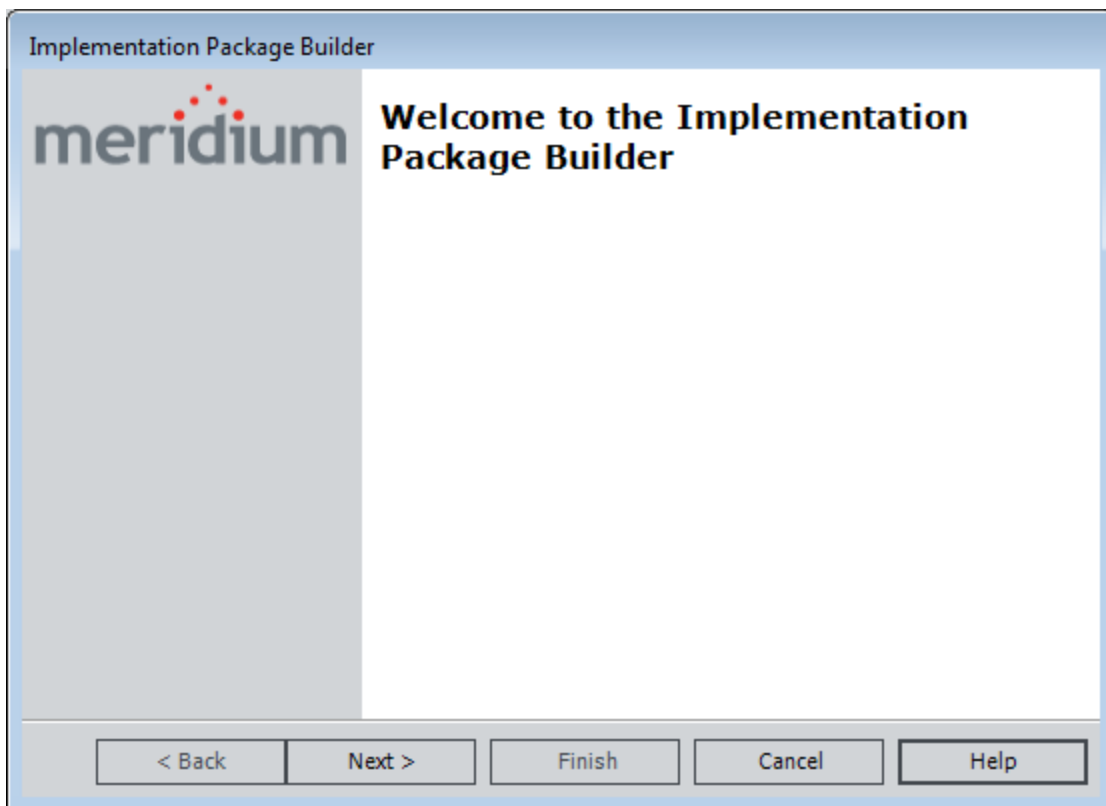 Implementation Package Builder
meridium
Welcome to the Implementation
Package Builder
< Back
Next >
Finish
Cancel
Help